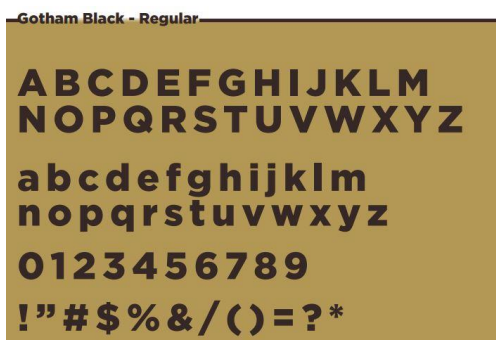 Gotham Black - Regular
ABCDEFGHIJKLM
NOPQRSTUVWXYZ
abcdefghijklm
nopqrstuvwxyz
0123456789
!”#$%&/()=?*